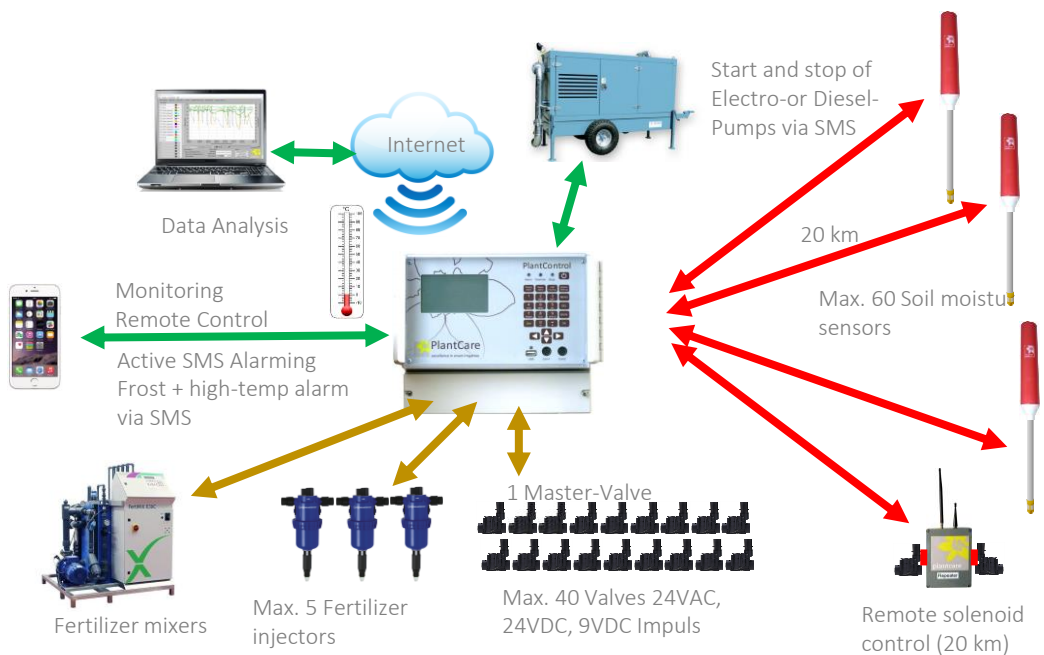 Internet
Data Analysis
°C
Start and stop of
Electro-or Diesel-
Pumps via SMS
20 km
Max. 60 Soil moistu
sensors
Monitoring
Remote Control
Active SMS Alarming
Frost + high-temp alarm
via SMS
PlantControl
PlantCare
1 Master-Valve
Fertilizer mixers
Max. 5 Fertilizer
injectors
Max. 40 Valves 24VAC,
24VDC, 9VDC Impuls
plantcare
Repeater
Remote solenoid
control (20 km)